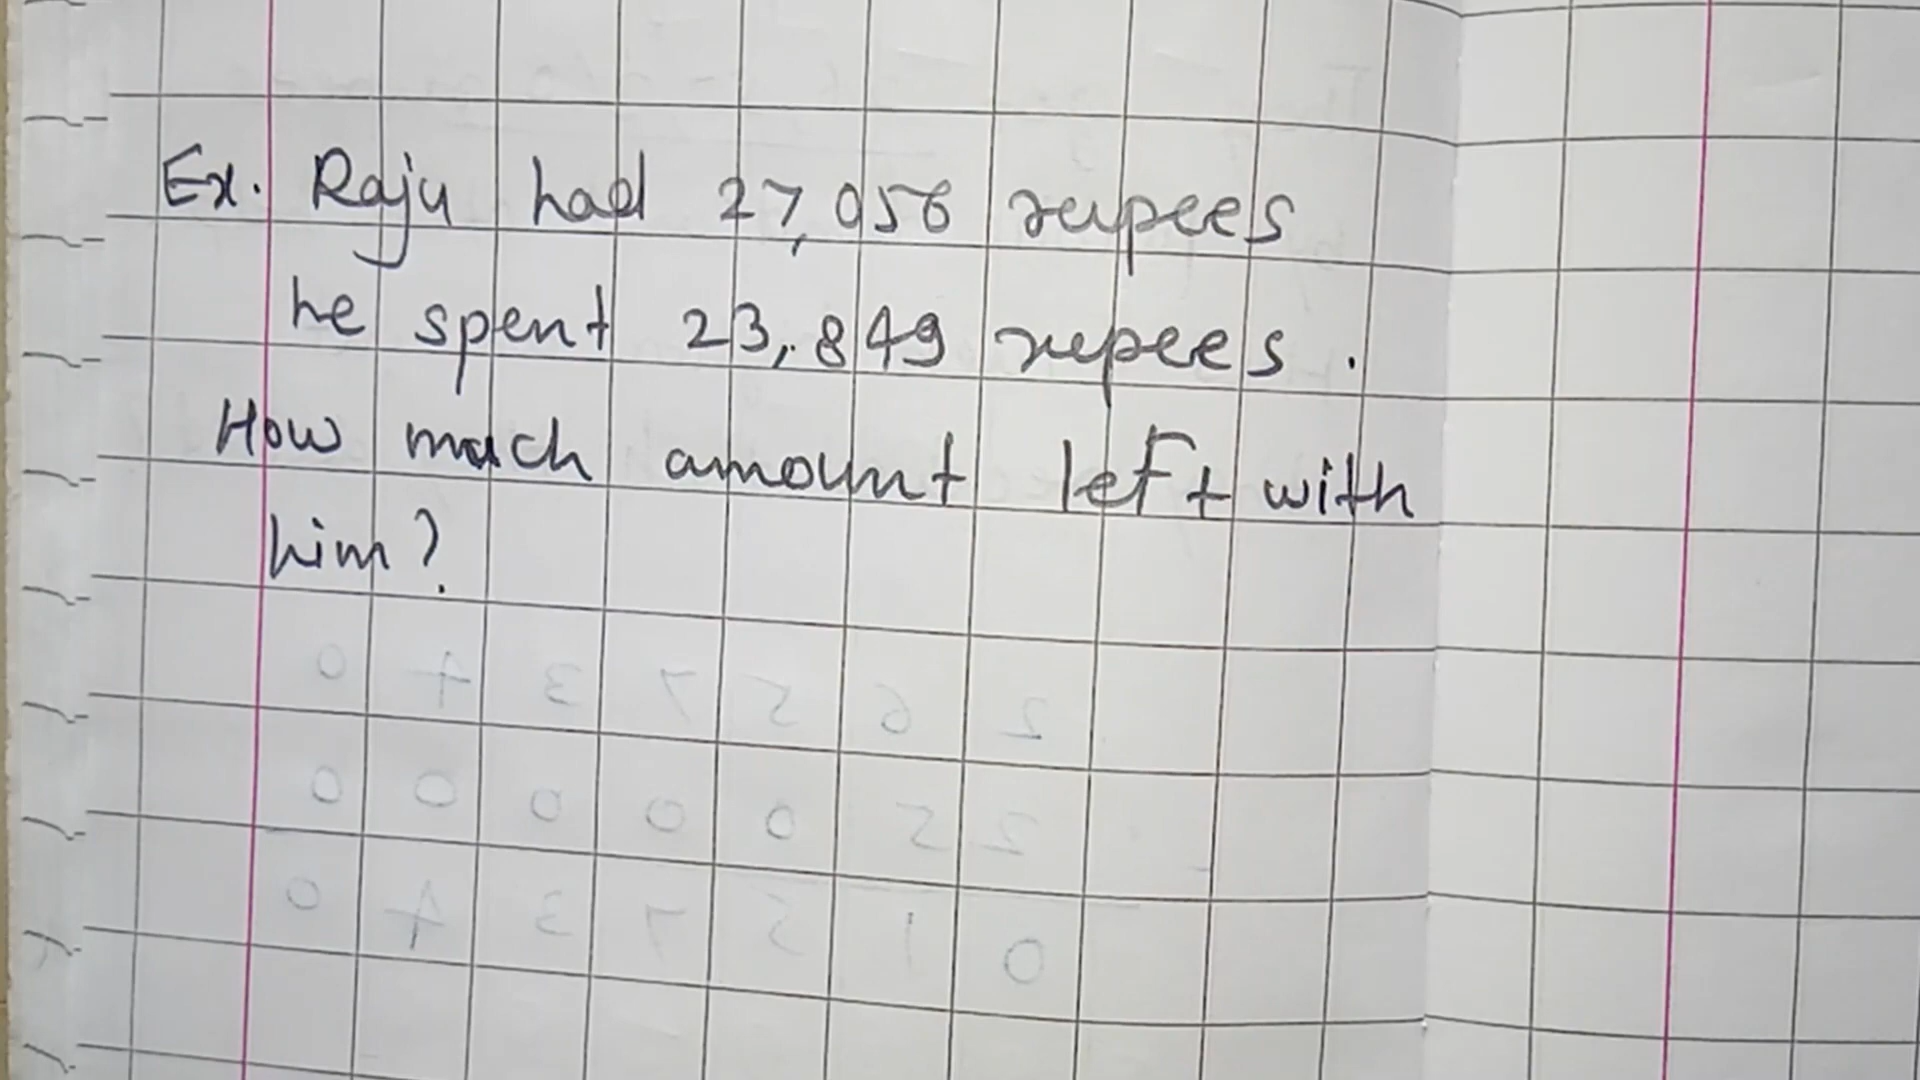 Ex. Raju had 27,056 rupees
he spent 23,849 rupees.
How much amount left with
him?